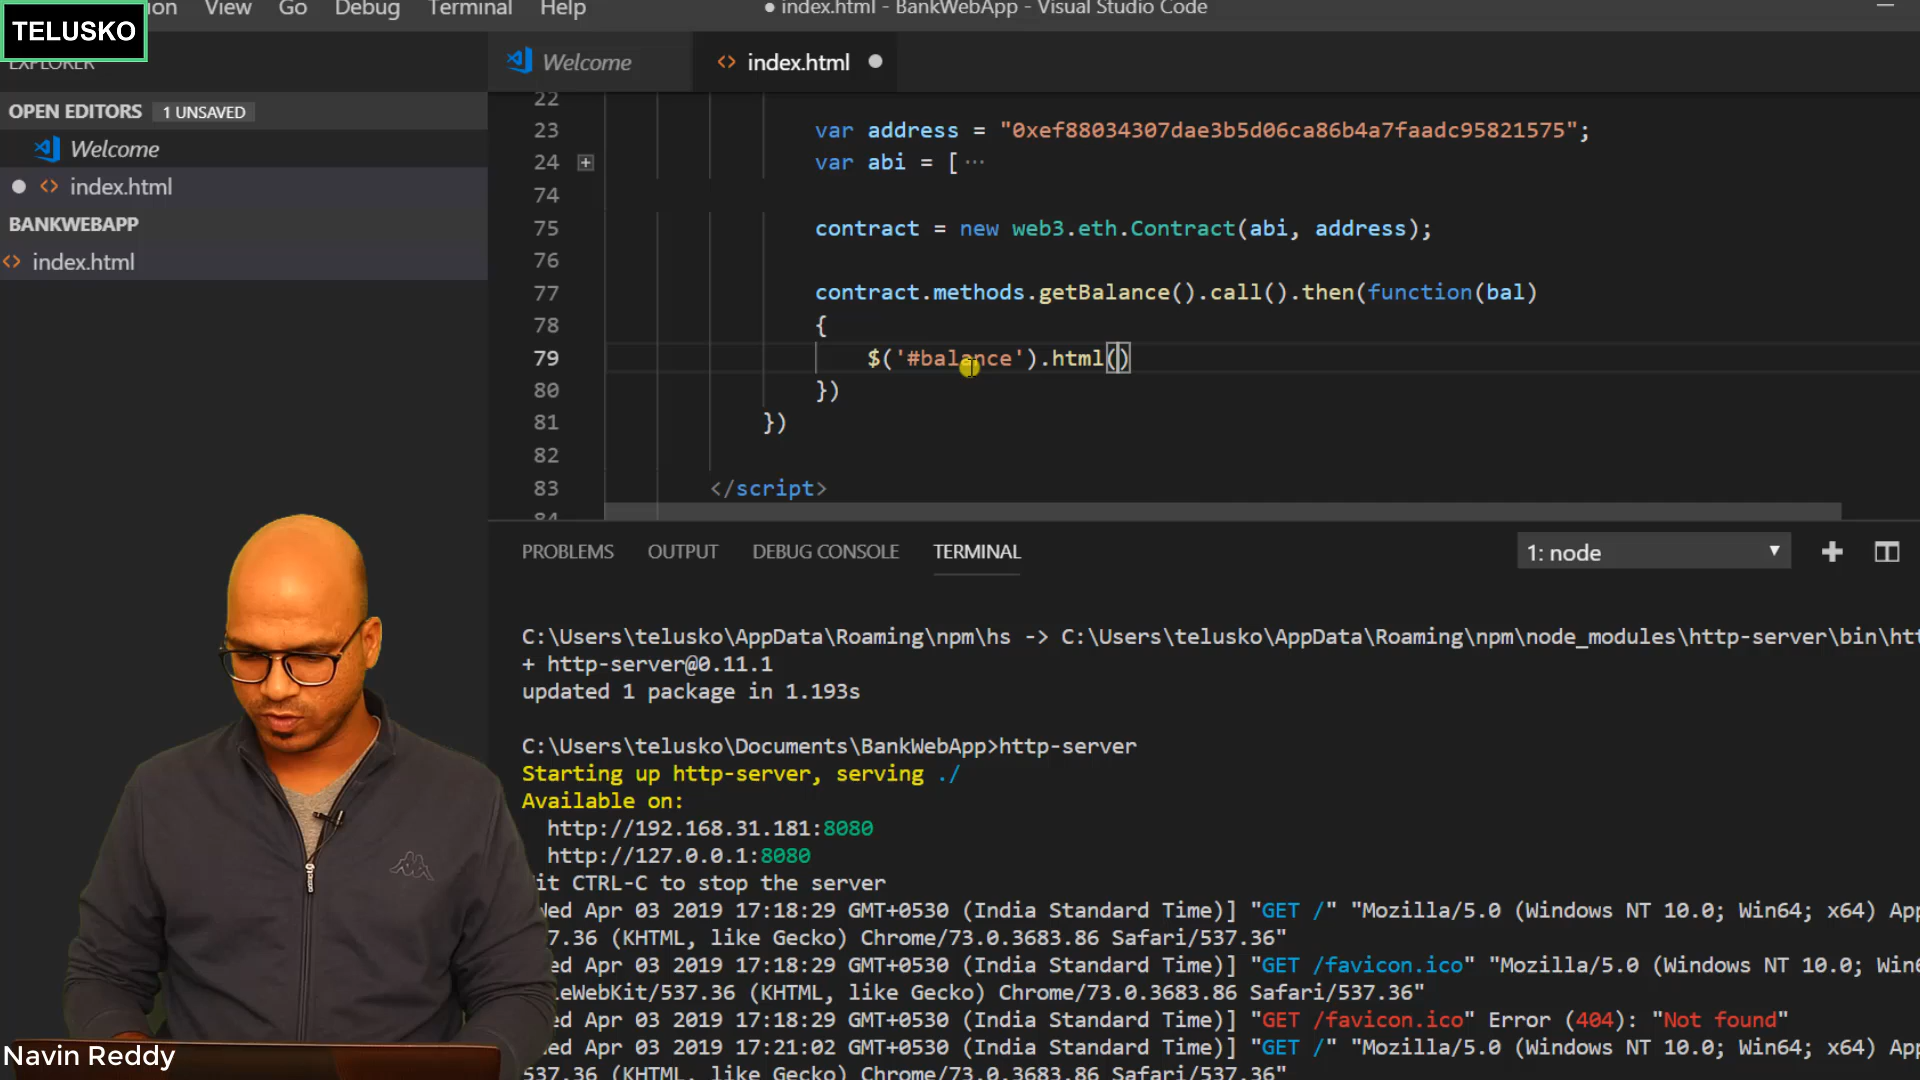 TELUSKO
ion View Go Debug Terminal Help
● index.html - BankWebApp - Visual Studio Code
EXPLORER
Welcome
index.html ●
OPEN EDITORS 1 UNSAVED
Welcome
● index.html
BANKWEBAPP
index.html
22
23 var address = "0xef88034307dae3b5d06ca86b4a7faadc95821575";
24 var abi = [ ···
74
75 contract = new web3.eth.Contract(abi, address);
76
77 contract.methods.getBalance().call().then(function(bal)
78 {
79 $('#balance').html()
80 })
81 })
82
83 </script>
84
PROBLEMS OUTPUT DEBUG CONSOLE TERMINAL 1: node
C:\Users\telusko\AppData\Roaming\npm\hs -> C:\Users\telusko\AppData\Roaming\npm\node_modules\http-server\bin\htt
+ http-server@0.11.1
updated 1 package in 1.193s
C:\Users\telusko\Documents\BankWebApp>http-server
Starting up http-server, serving ./
Available on:
http://192.168.31.181:8080
http://127.0.0.1:8080
it CTRL-C to stop the server
Wed Apr 03 2019 17:18:29 GMT+0530 (India Standard Time)] "GET /" "Mozilla/5.0 (Windows NT 10.0; Win64; x64) App
7.36 (KHTML, like Gecko) Chrome/73.0.3683.86 Safari/537.36"
ed Apr 03 2019 17:18:29 GMT+0530 (India Standard Time)] "GET /favicon.ico" "Mozilla/5.0 (Windows NT 10.0; Win6
leWebKit/537.36 (KHTML, like Gecko) Chrome/73.0.3683.86 Safari/537.36"
ed Apr 03 2019 17:18:29 GMT+0530 (India Standard Time)] "GET /favicon.ico" Error (404): "Not found"
ed Apr 03 2019 17:21:02 GMT+0530 (India Standard Time)] "GET /" "Mozilla/5.0 (Windows NT 10.0; Win64; x64) App
537.36 (KHTML, like Gecko) Chrome/73.0.3683.86 Safari/537.36"
Navin Reddy